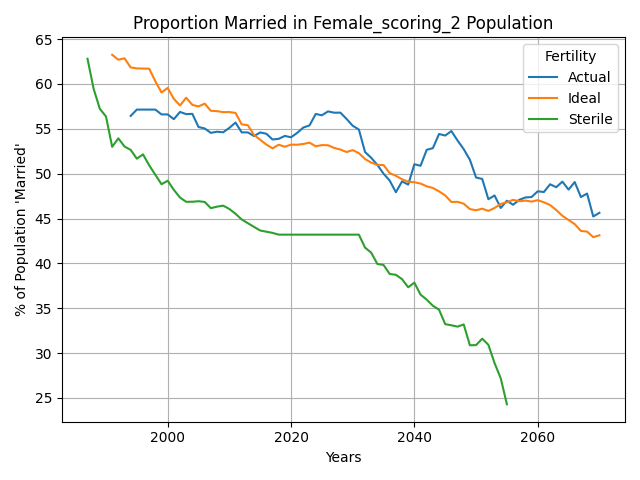 Proportion Married in Female_scoring_2 Population
% of Population 'Married'
65
60
55
50
45
40
35
30
25
2000
2020
2040
2060
Years
Fertility
Actual
Ideal
Sterile